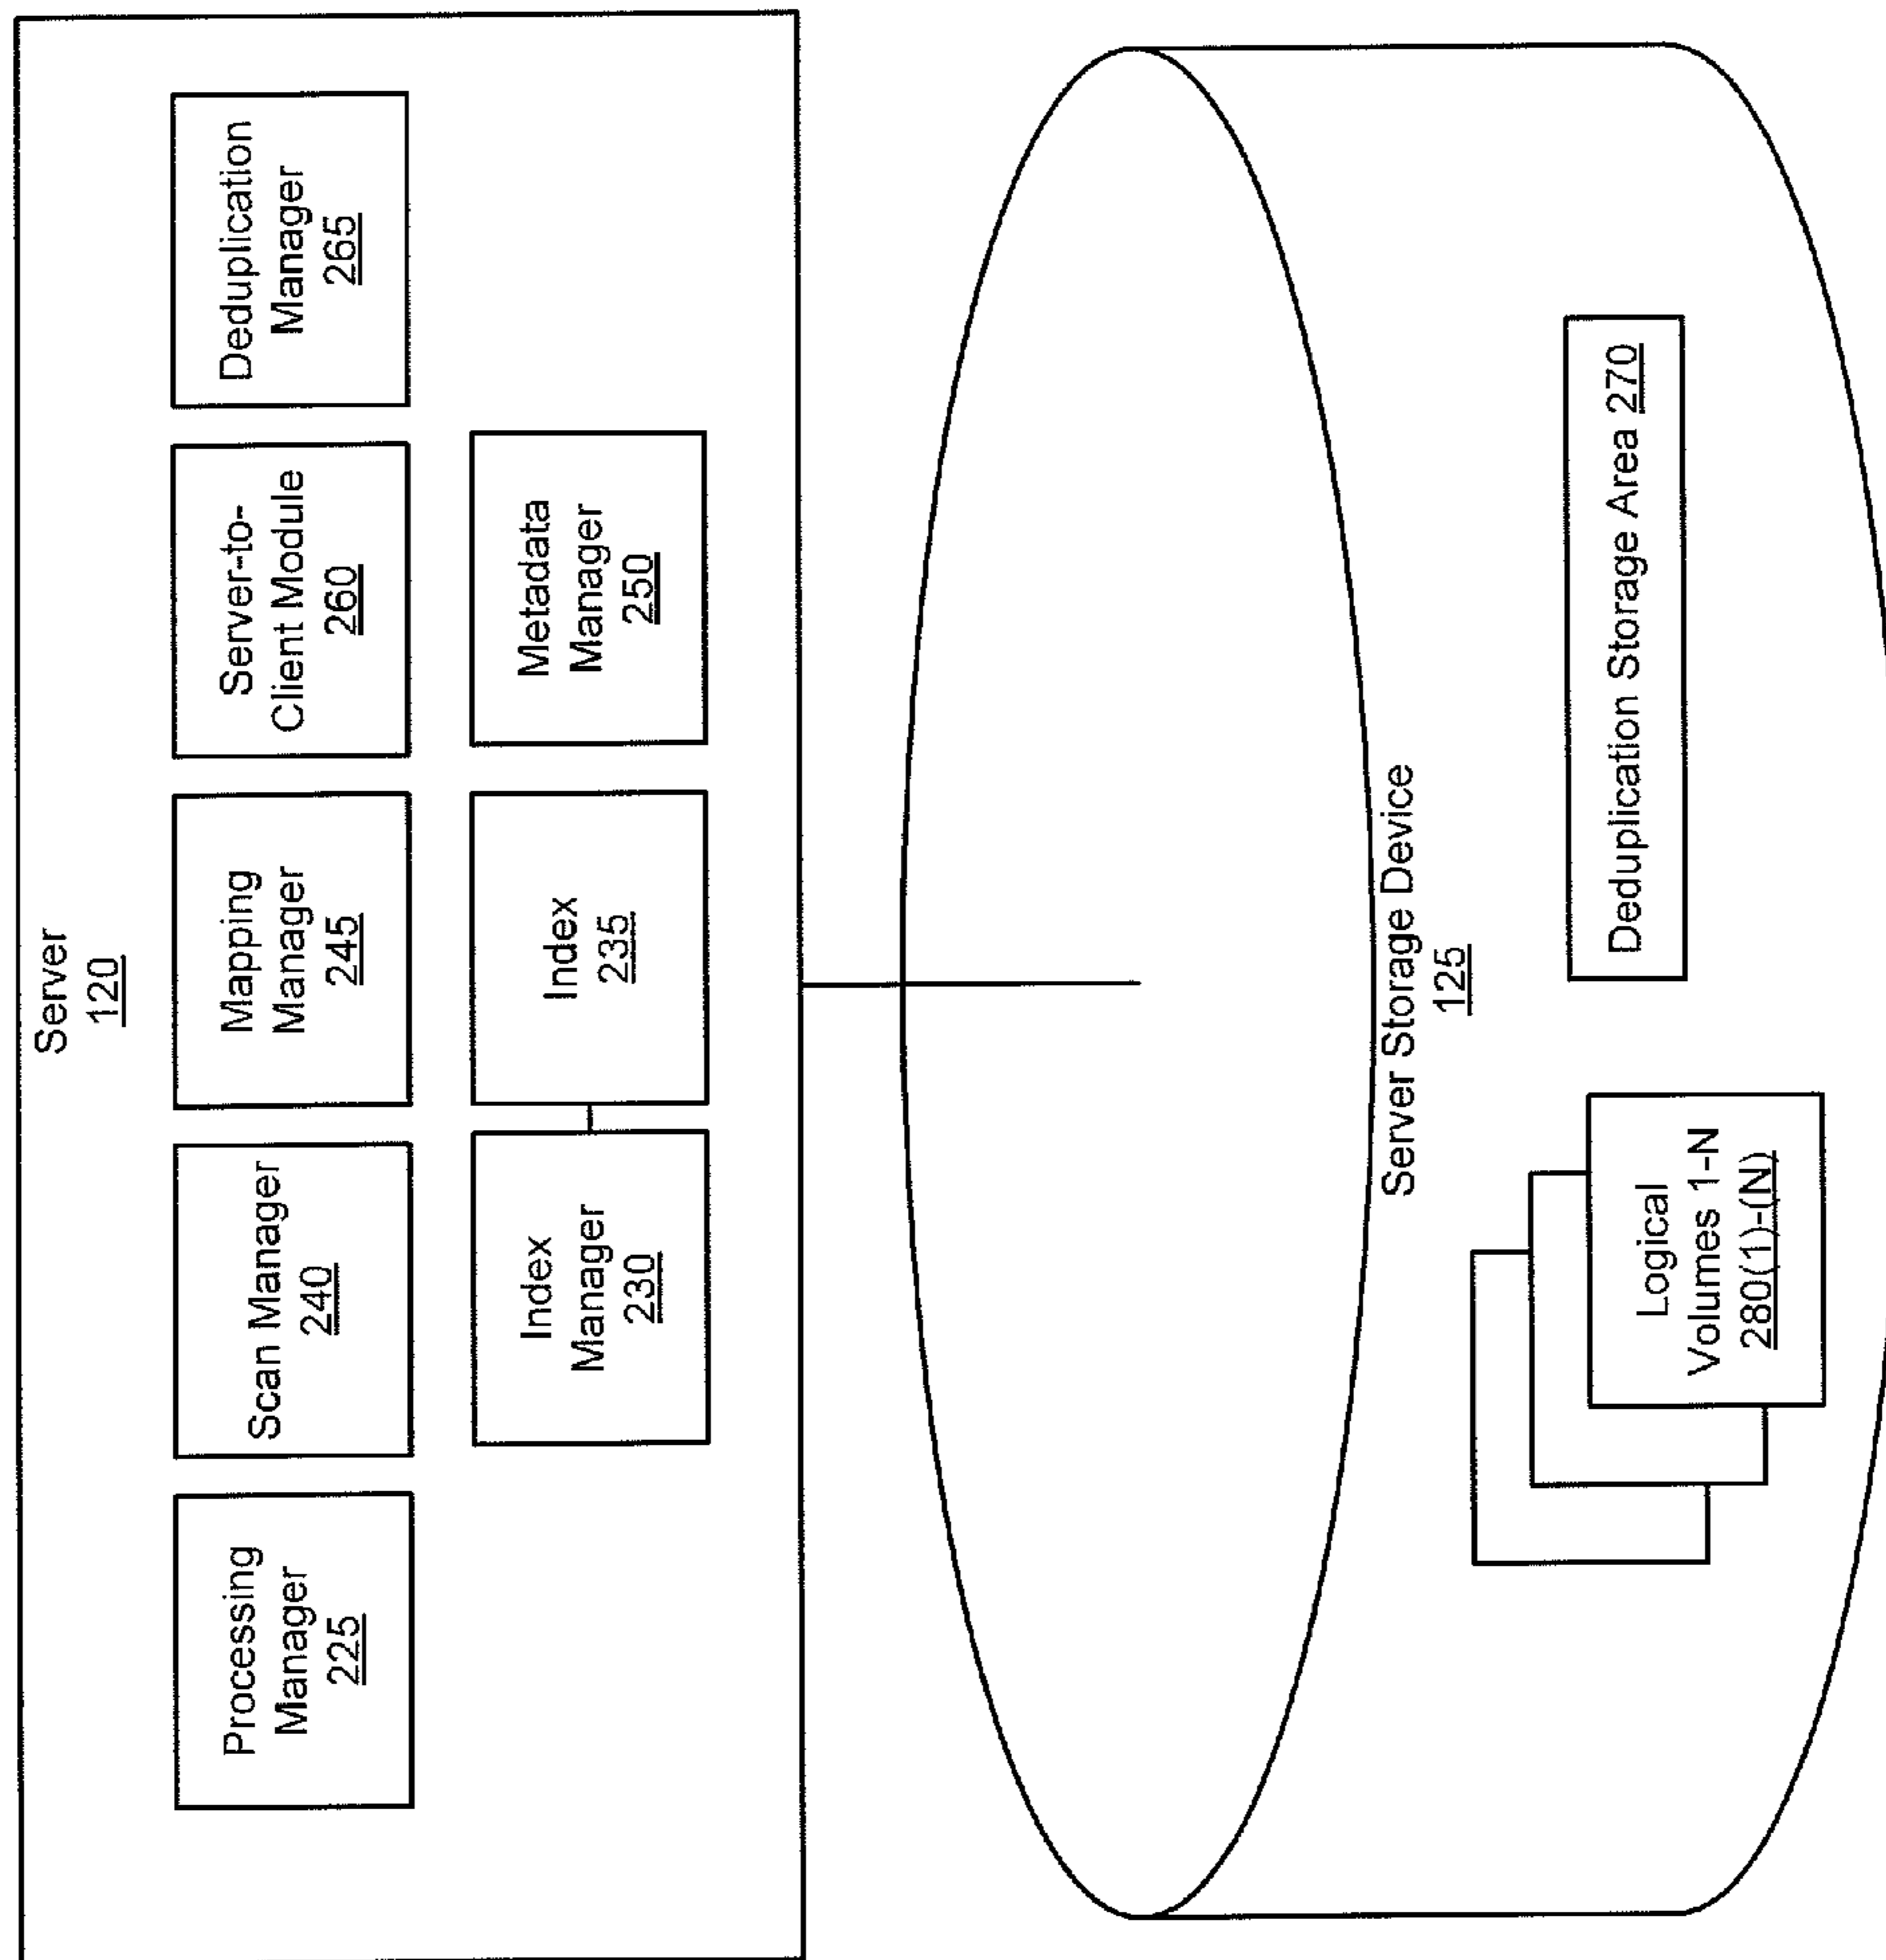 Server
120
Processing
Manager
225
Scan Manager
240
Mapping
Manager
245
Server-to-
Client Module
260
Deduplication
Manager
265
Index
Manager
230
Index
235
Metadata
Manager
250
Server Storage Device
125
Logical
Volumes 1-N
280(1)-(N)
Deduplication Storage Area 270